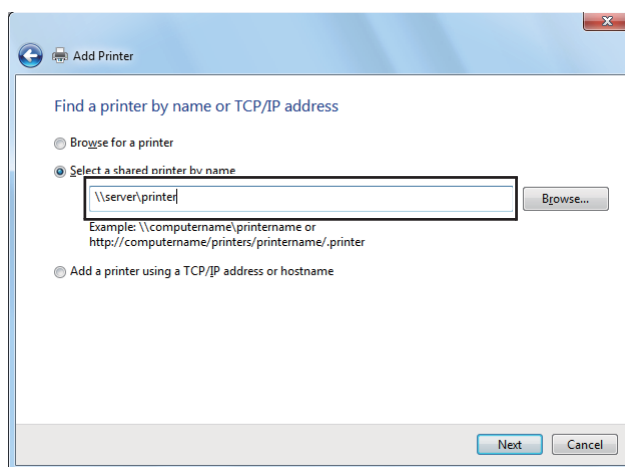 Add Printer
Find a printer by name or TCP/IP address
Browse for a printer
Select a shared printer by name
\\server\printer
Browse...
Example: \\computername\printername or
http://computername/printers/printername/.printer
Add a printer using a TCP/IP address or hostname
Next
Cancel